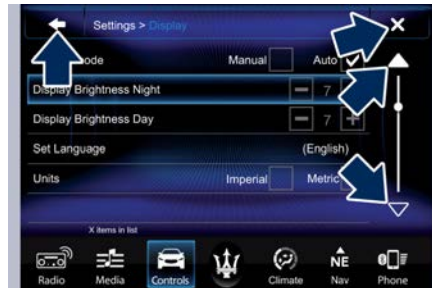 Settings > Display
ode Manual Auto
Display Brightness Night 7
Display Brightness Day 7
Set Language (English)
Units Imperial Metric
X items in list
Radio Media Controls Climate NE Nav Phone